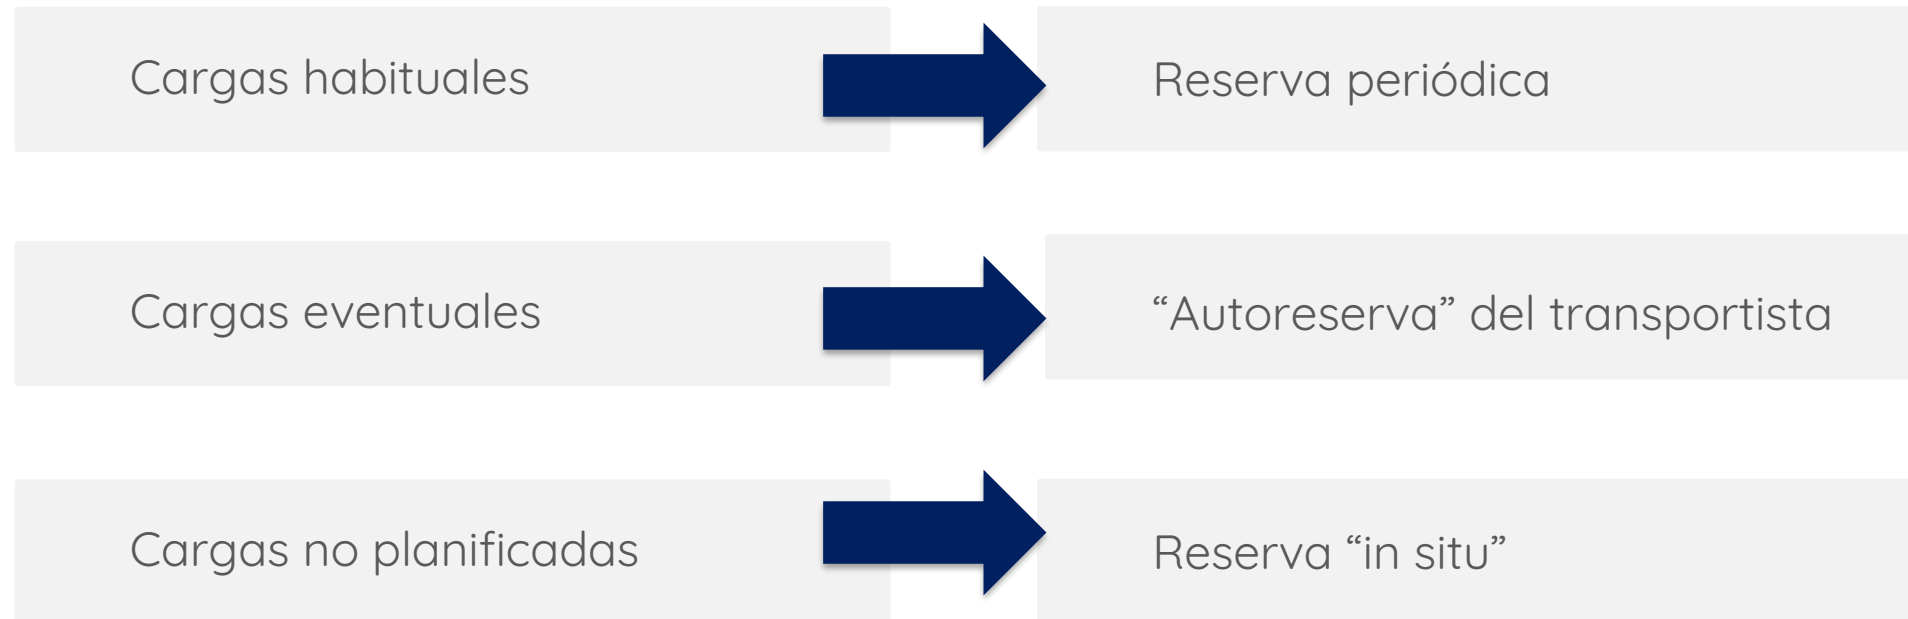 Cargas habituales
Reserva periódica
Cargas eventuales
“Autoreserva” del transportista
Cargas no planificadas
Reserva “in situ”